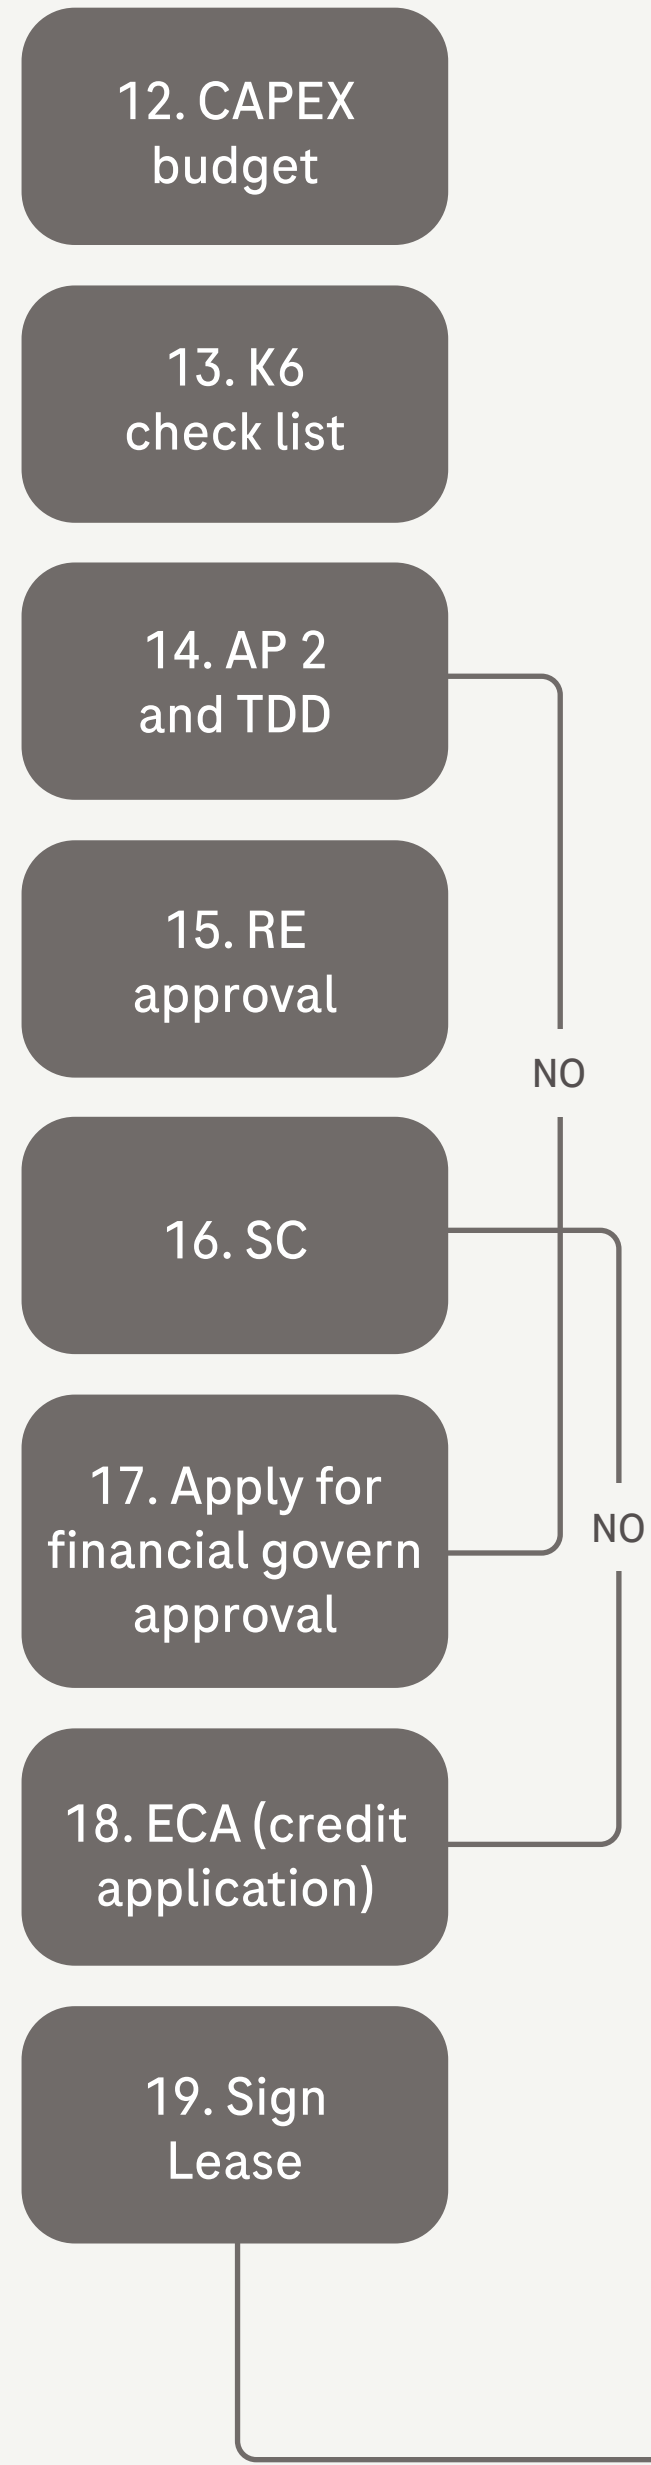 12. CAPEX
budget
13. K6
check list
14. AP 2
and TDD
15. RE
approval
NO
16. SC
17. Apply for
financial govern
approval
NO
18. ECA (credit
application)
19. Sign
Lease